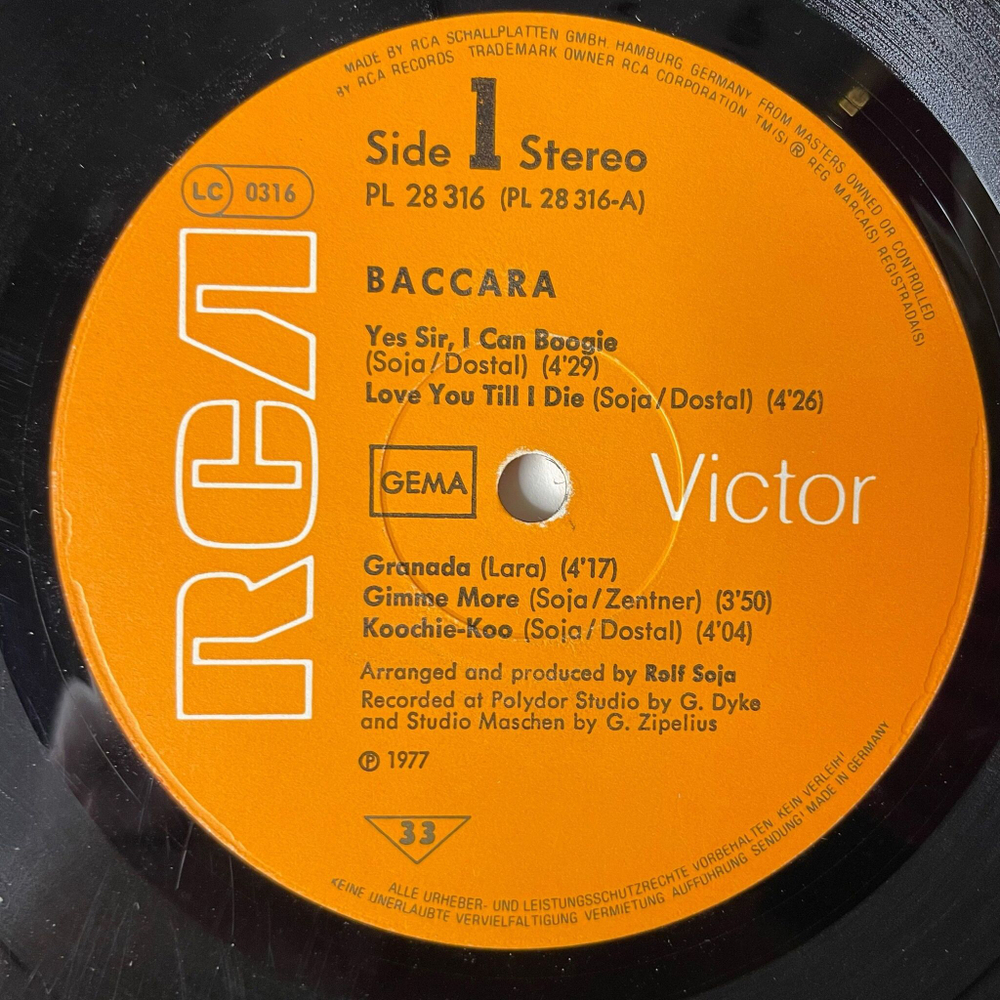 MADE BY RCA SCHALLPLATTEN GMBH. HAMBURG, GERMANY FROM MASTERS OWNED OR CONTROLLED
BY RCA RECORDS TRADEMARK OWNER RCA CORPORATION TM(S) ® REG. MARCA(S) REGISTRADA(S)
Side 1 Stereo
PL 28 316 (PL 28 316-A)
LC 0316
RCA
BACCARA
Yes Sir, I Can Boogie
(Soja/Dostal) (4'29)
Love You Till I Die (Soja/Dostal) (4'26)
GEMA
Victor
Granada (Lara) (4'17)
Gimme More (Soja/Zentner) (3'50)
Koochie-Koo (Soja/Dostal) (4'04)
Arranged and produced by Rolf Soja
Recorded at Polydor Studio by G. Dyke
and Studio Maschen by G. Zipelius
℗ 1977
33
ALLE URHEBER- UND LEISTUNGSSCHUTZRECHTE VORBEHALTEN. KEIN VERLEIH!
KEINE UNERLAUBTE VERVIELFÄLTIGUNG VERMIETUNG AUFFÜHRUNG SENDUNG! MADE IN GERMANY